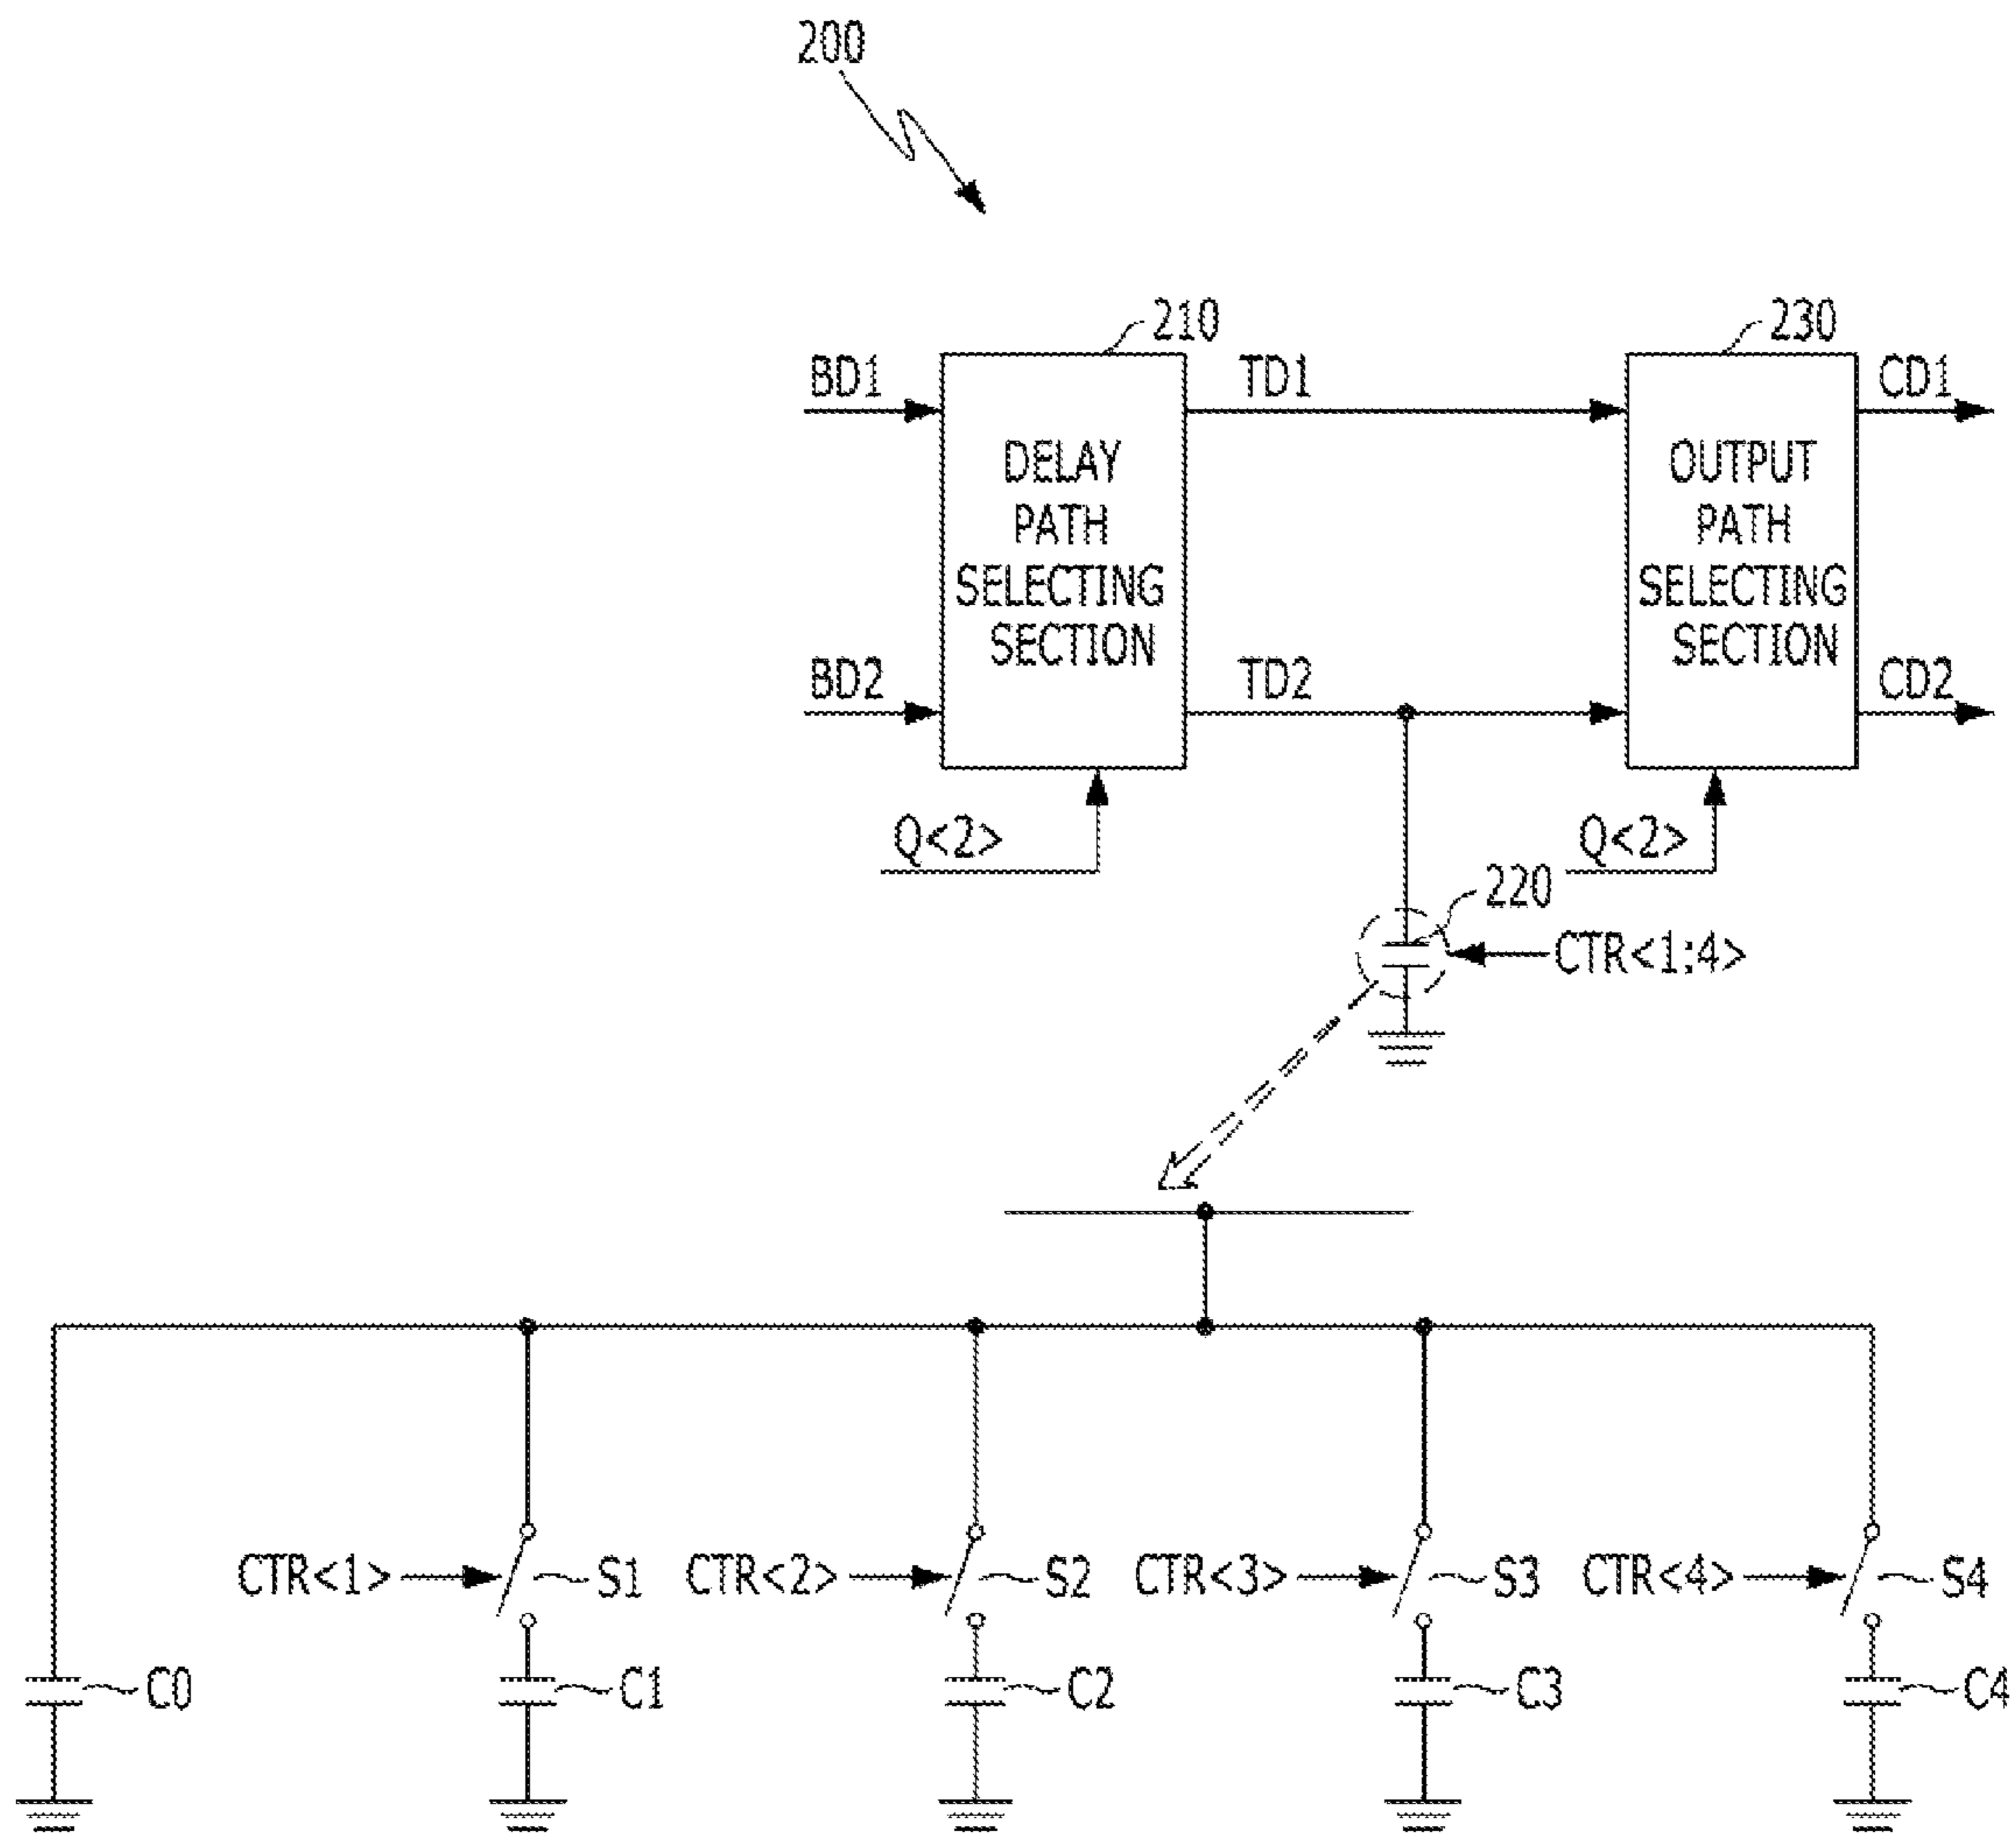 200
210
230
BD1
TD1
CD1
DELAY
PATH
SELECTING
SECTION
OUTPUT
PATH
SELECTING
SECTION
BD2
TD2
CD2
Q<2>
Q<2>
220
CTR<1:4>
CTR<1>
S1
CTR<2>
S2
CTR<3>
S3
CTR<4>
S4
C0
C1
C2
C3
C4